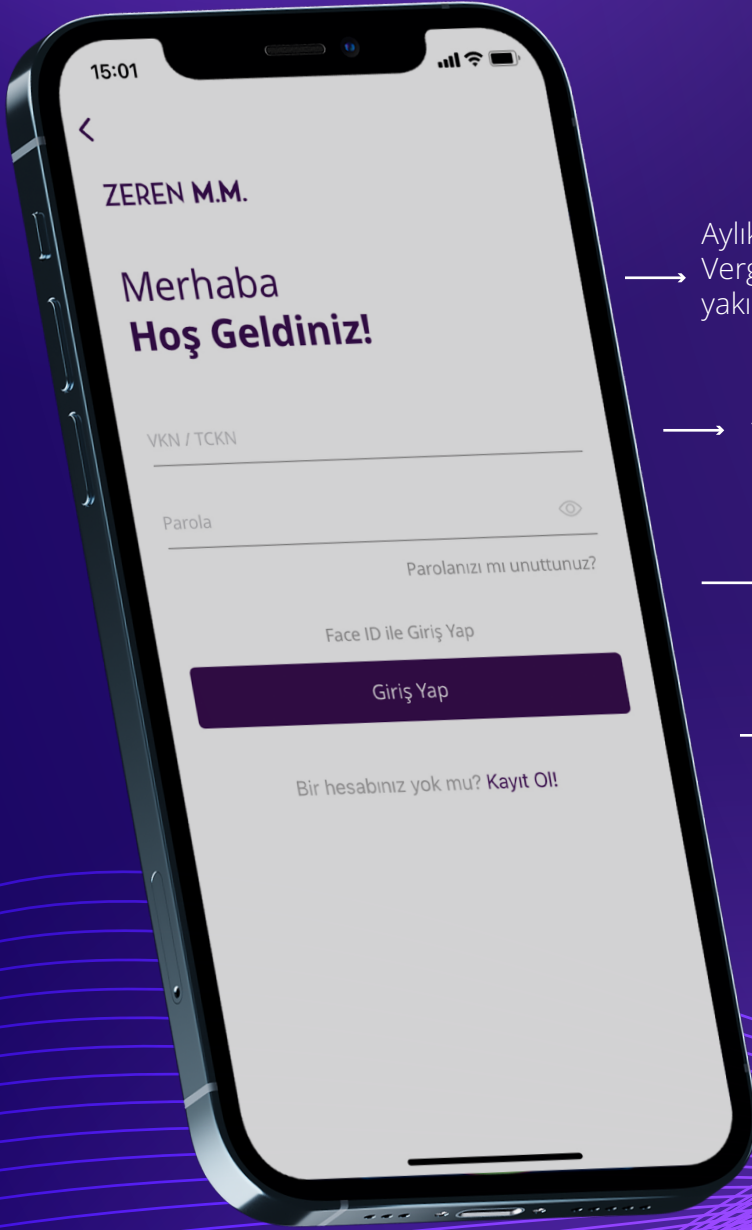 15:01
ZEREN M.M.
Merhaba
Hoş Geldiniz!
VKN / TCKN
Parola
Parolanızı mı unuttunuz?
Face ID ile Giriş Yap
Giriş Yap
Bir hesabınız yok mu? Kayıt Ol!